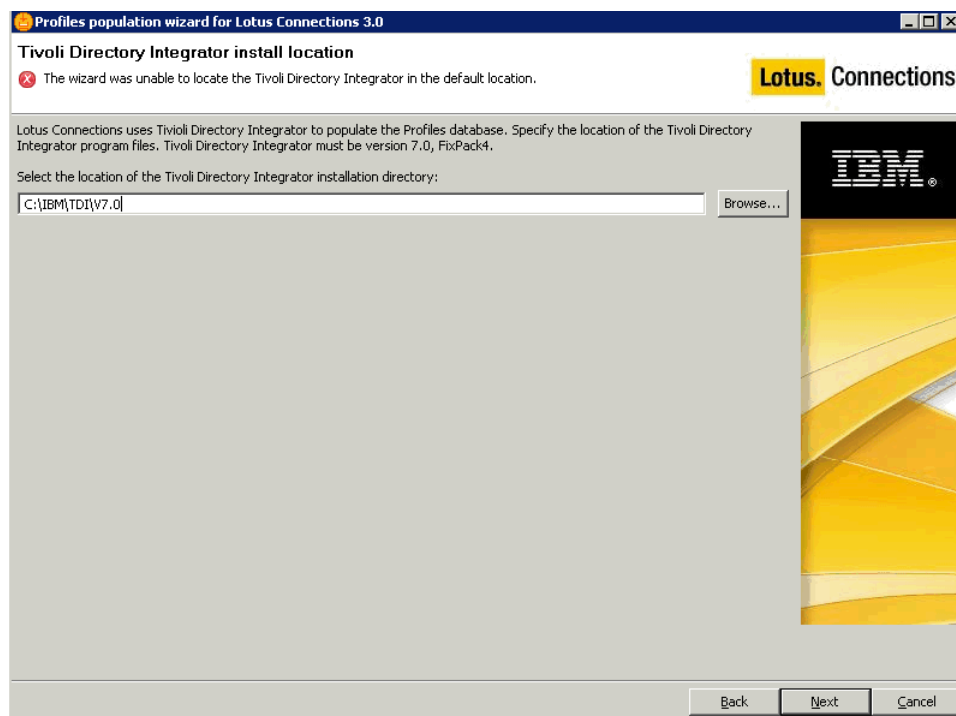 Profiles population wizard for Lotus Connections 3.0
Tivoli Directory Integrator install location
The wizard was unable to locate the Tivoli Directory Integrator in the default location.
Lotus. Connections
Lotus Connections uses Tivioli Directory Integrator to populate the Profiles database. Specify the location of the Tivoli Directory
Integrator program files. Tivoli Directory Integrator must be version 7.0, FixPack4.
Select the location of the Tivoli Directory Integrator installation directory:
C:\IBM\TDI\V7.0
Browse...
IBM®
Back
Next
Cancel